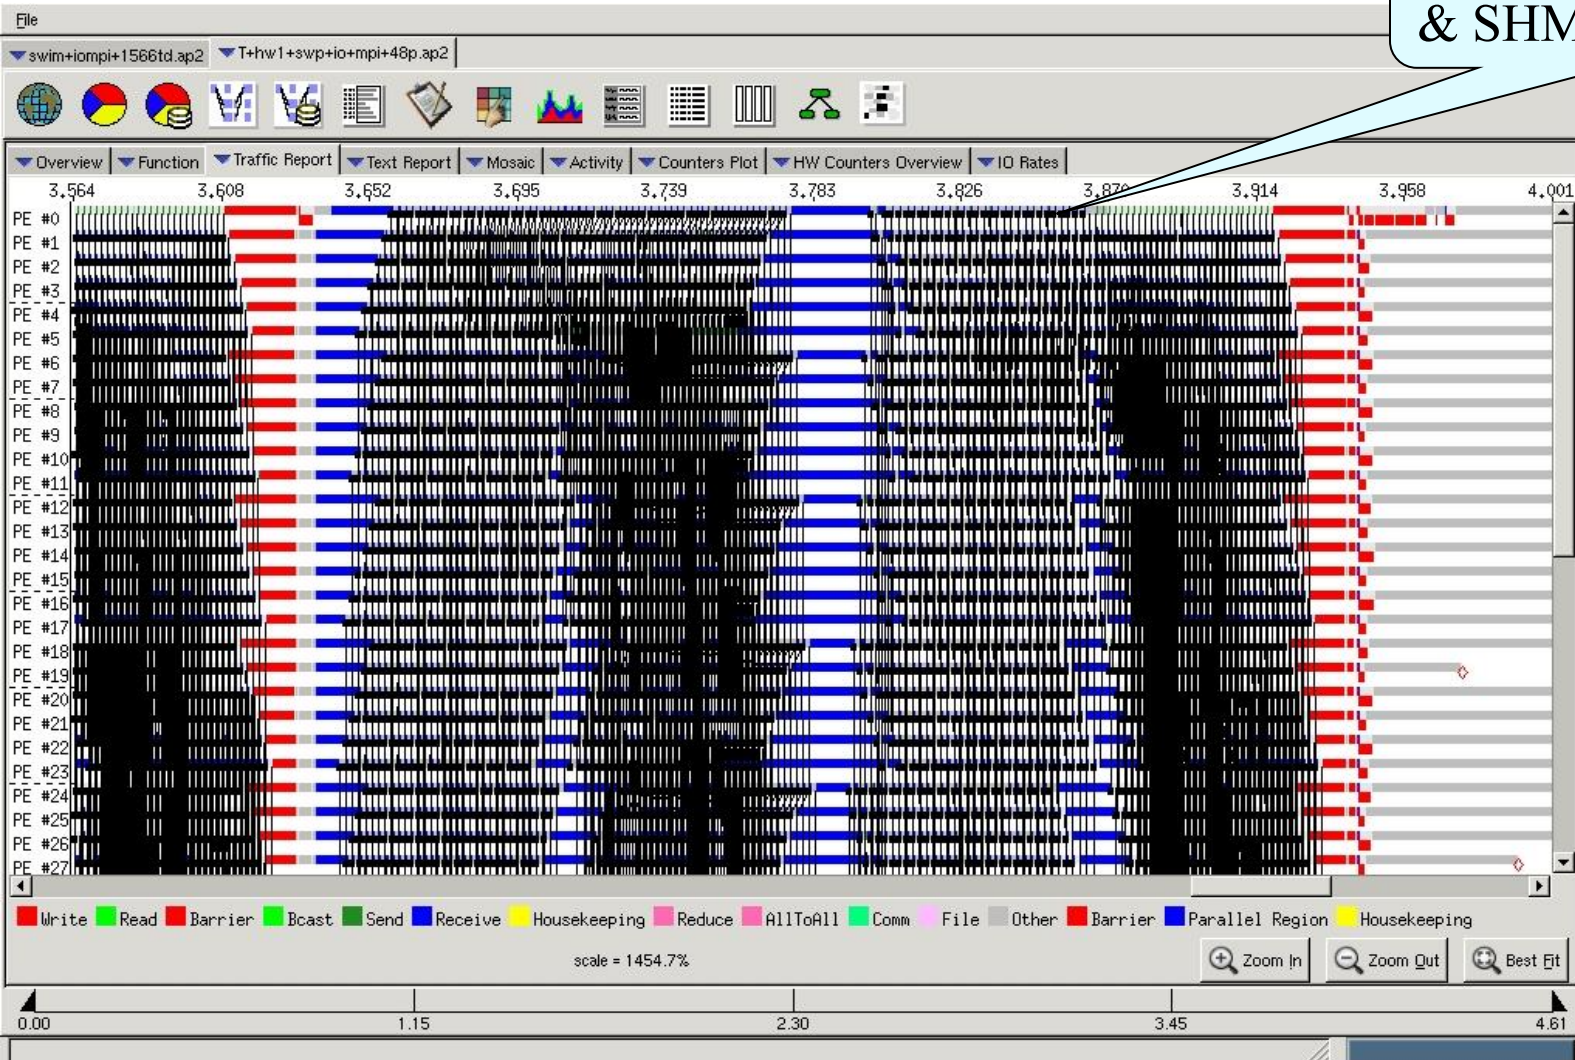 File
& SHM
swim+iompi+1566td.ap2 T+hw1+swp+io+mpi+48p.ap2
Overview Function Traffic Report Text Report Mosaic Activity Counters Plot HW Counters Overview IO Rates
3.564 3.608 3.652 3.695 3.739 3.783 3.826 3.870 3.914 3.958 4.001
PE #0
PE #1
PE #2
PE #3
PE #4
PE #5
PE #6
PE #7
PE #8
PE #9
PE #10
PE #11
PE #12
PE #13
PE #14
PE #15
PE #16
PE #17
PE #18
PE #19
PE #20
PE #21
PE #22
PE #23
PE #24
PE #25
PE #26
PE #27
Write Read Barrier Bcast Send Receive Housekeeping Reduce AllToAll Comm File Other Barrier Parallel Region Housekeeping
scale = 1454.7% Zoom In Zoom Out Best Fit
0.00 1.15 2.30 3.45 4.61